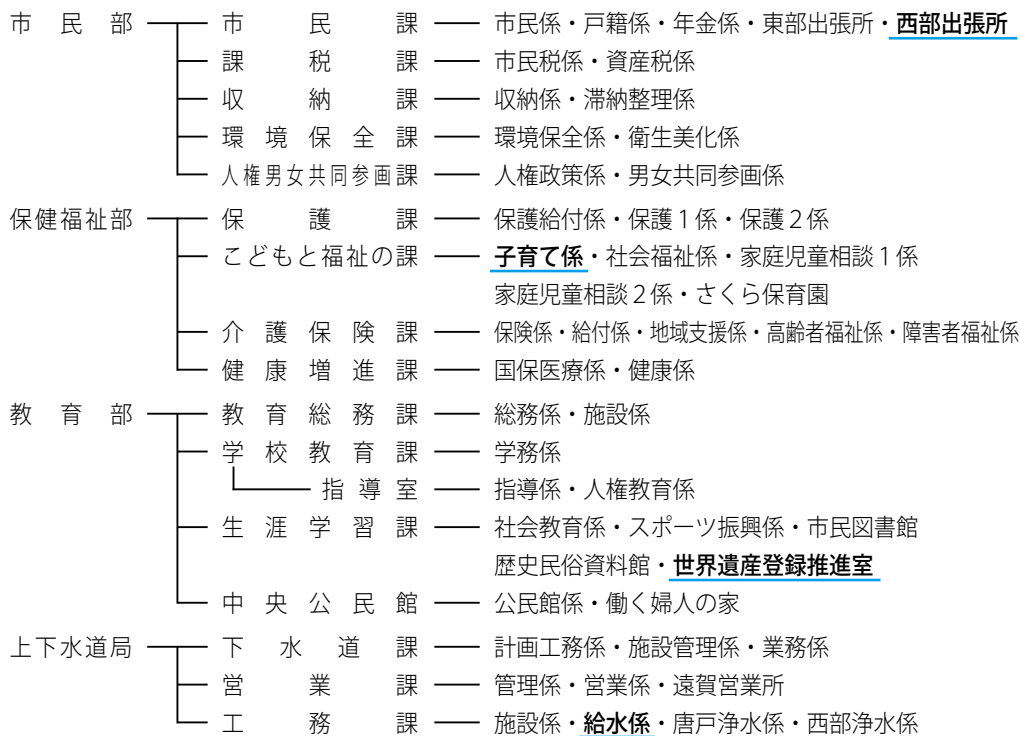 市民部 市民課 市民係・戸籍係・年金係・東部出張所・西部出張所
課税課 市民税係・資産税係
収納課 収納係・滞納整理係
環境保全課 環境保全係・衛生美化係
人権男女共同参画課 人権政策係・男女共同参画係
保健福祉部 保護課 保護給付係・保護1係・保護2係
こどもと福祉の課 子育て係・社会福祉係・家庭児童相談1係
家庭児童相談2係・さくら保育園
介護保険課 保険係・給付係・地域支援係・高齢者福祉係・障害者福祉係
健康増進課 国保医療係・健康係
教育部 教育総務課 総務係・施設係
学校教育課 学務係
指導室 指導係・人権教育係
生涯学習課 社会教育係・スポーツ振興係・市民図書館
歴史民俗資料館・世界遺産登録推進室
中央公民館 公民館係・働く婦人の家
上下水道局 下水道課 計画工務係・施設管理係・業務係
営業課 管理係・営業係・遠賀営業所
工務課 施設係・給水係・唐戸浄水係・西部浄水係